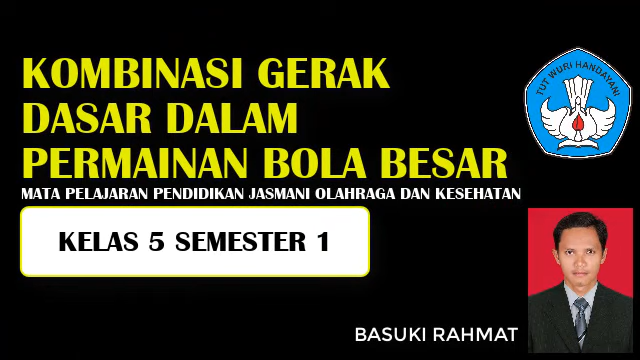 KOMBINASI GERAK
DASAR DALAM
PERMAINAN BOLA BESAR
MATA PELAJARAN PENDIDIKAN JASMANI OLAHRAGA DAN KESEHATAN
KELAS 5 SEMESTER 1
TUT WURI HANDAYANI
BASUKI RAHMAT